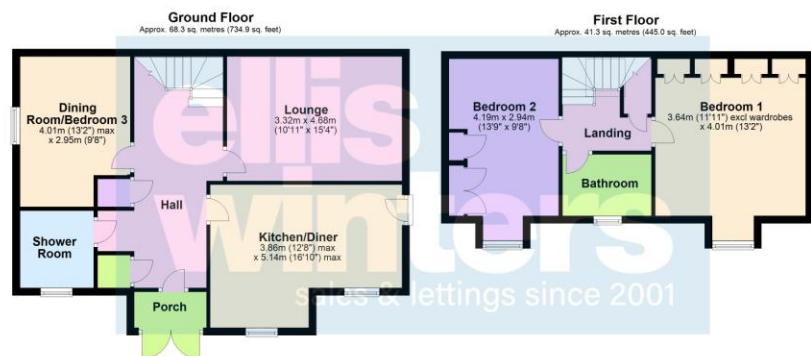 Ground Floor
Approx. 68.3 sq. metres (734.9 sq. feet)
Dining
Room/Bedroom 3
4.01m (13'2") max
x 2.95m (9'8")
Lounge
3.32m x 4.68m
(10'11" x 15'4")
Hall
Shower
Room
Kitchen/Diner
3.86m (12'8") max
x 5.14m (16'10") max
Porch
First Floor
Approx. 41.3 sq. metres (445.0 sq. feet)
Bedroom 2
4.19m x 2.94m
(13'9" x 9'8")
Landing
Bedroom 1
3.64m (11'11") excl wardrobes
x 4.01m (13'2")
Bathroom
ellis
winters
sales & lettings since 2001